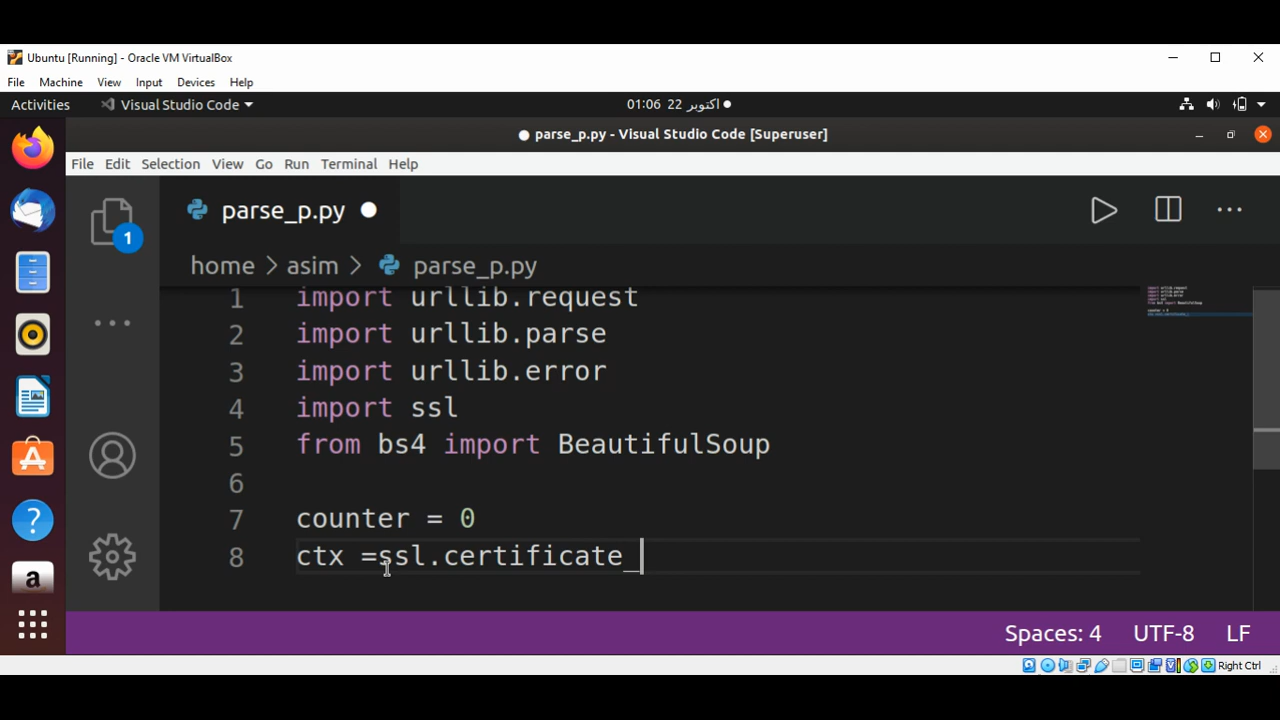 Ubuntu [Running] - Oracle VM VirtualBox
File Machine View Input Devices Help
Activities Visual Studio Code 01:06 22 اکتوبر
parse_p.py - Visual Studio Code [Superuser]
File Edit Selection View Go Run Terminal Help
parse_p.py
1
home > asim > parse_p.py
1 import urllib.request
2 import urllib.parse
3 import urllib.error
4 import ssl
5 from bs4 import BeautifulSoup
6
7 counter = 0
8 ctx =ssl.certificate_
Spaces: 4 UTF-8 LF
Right Ctrl